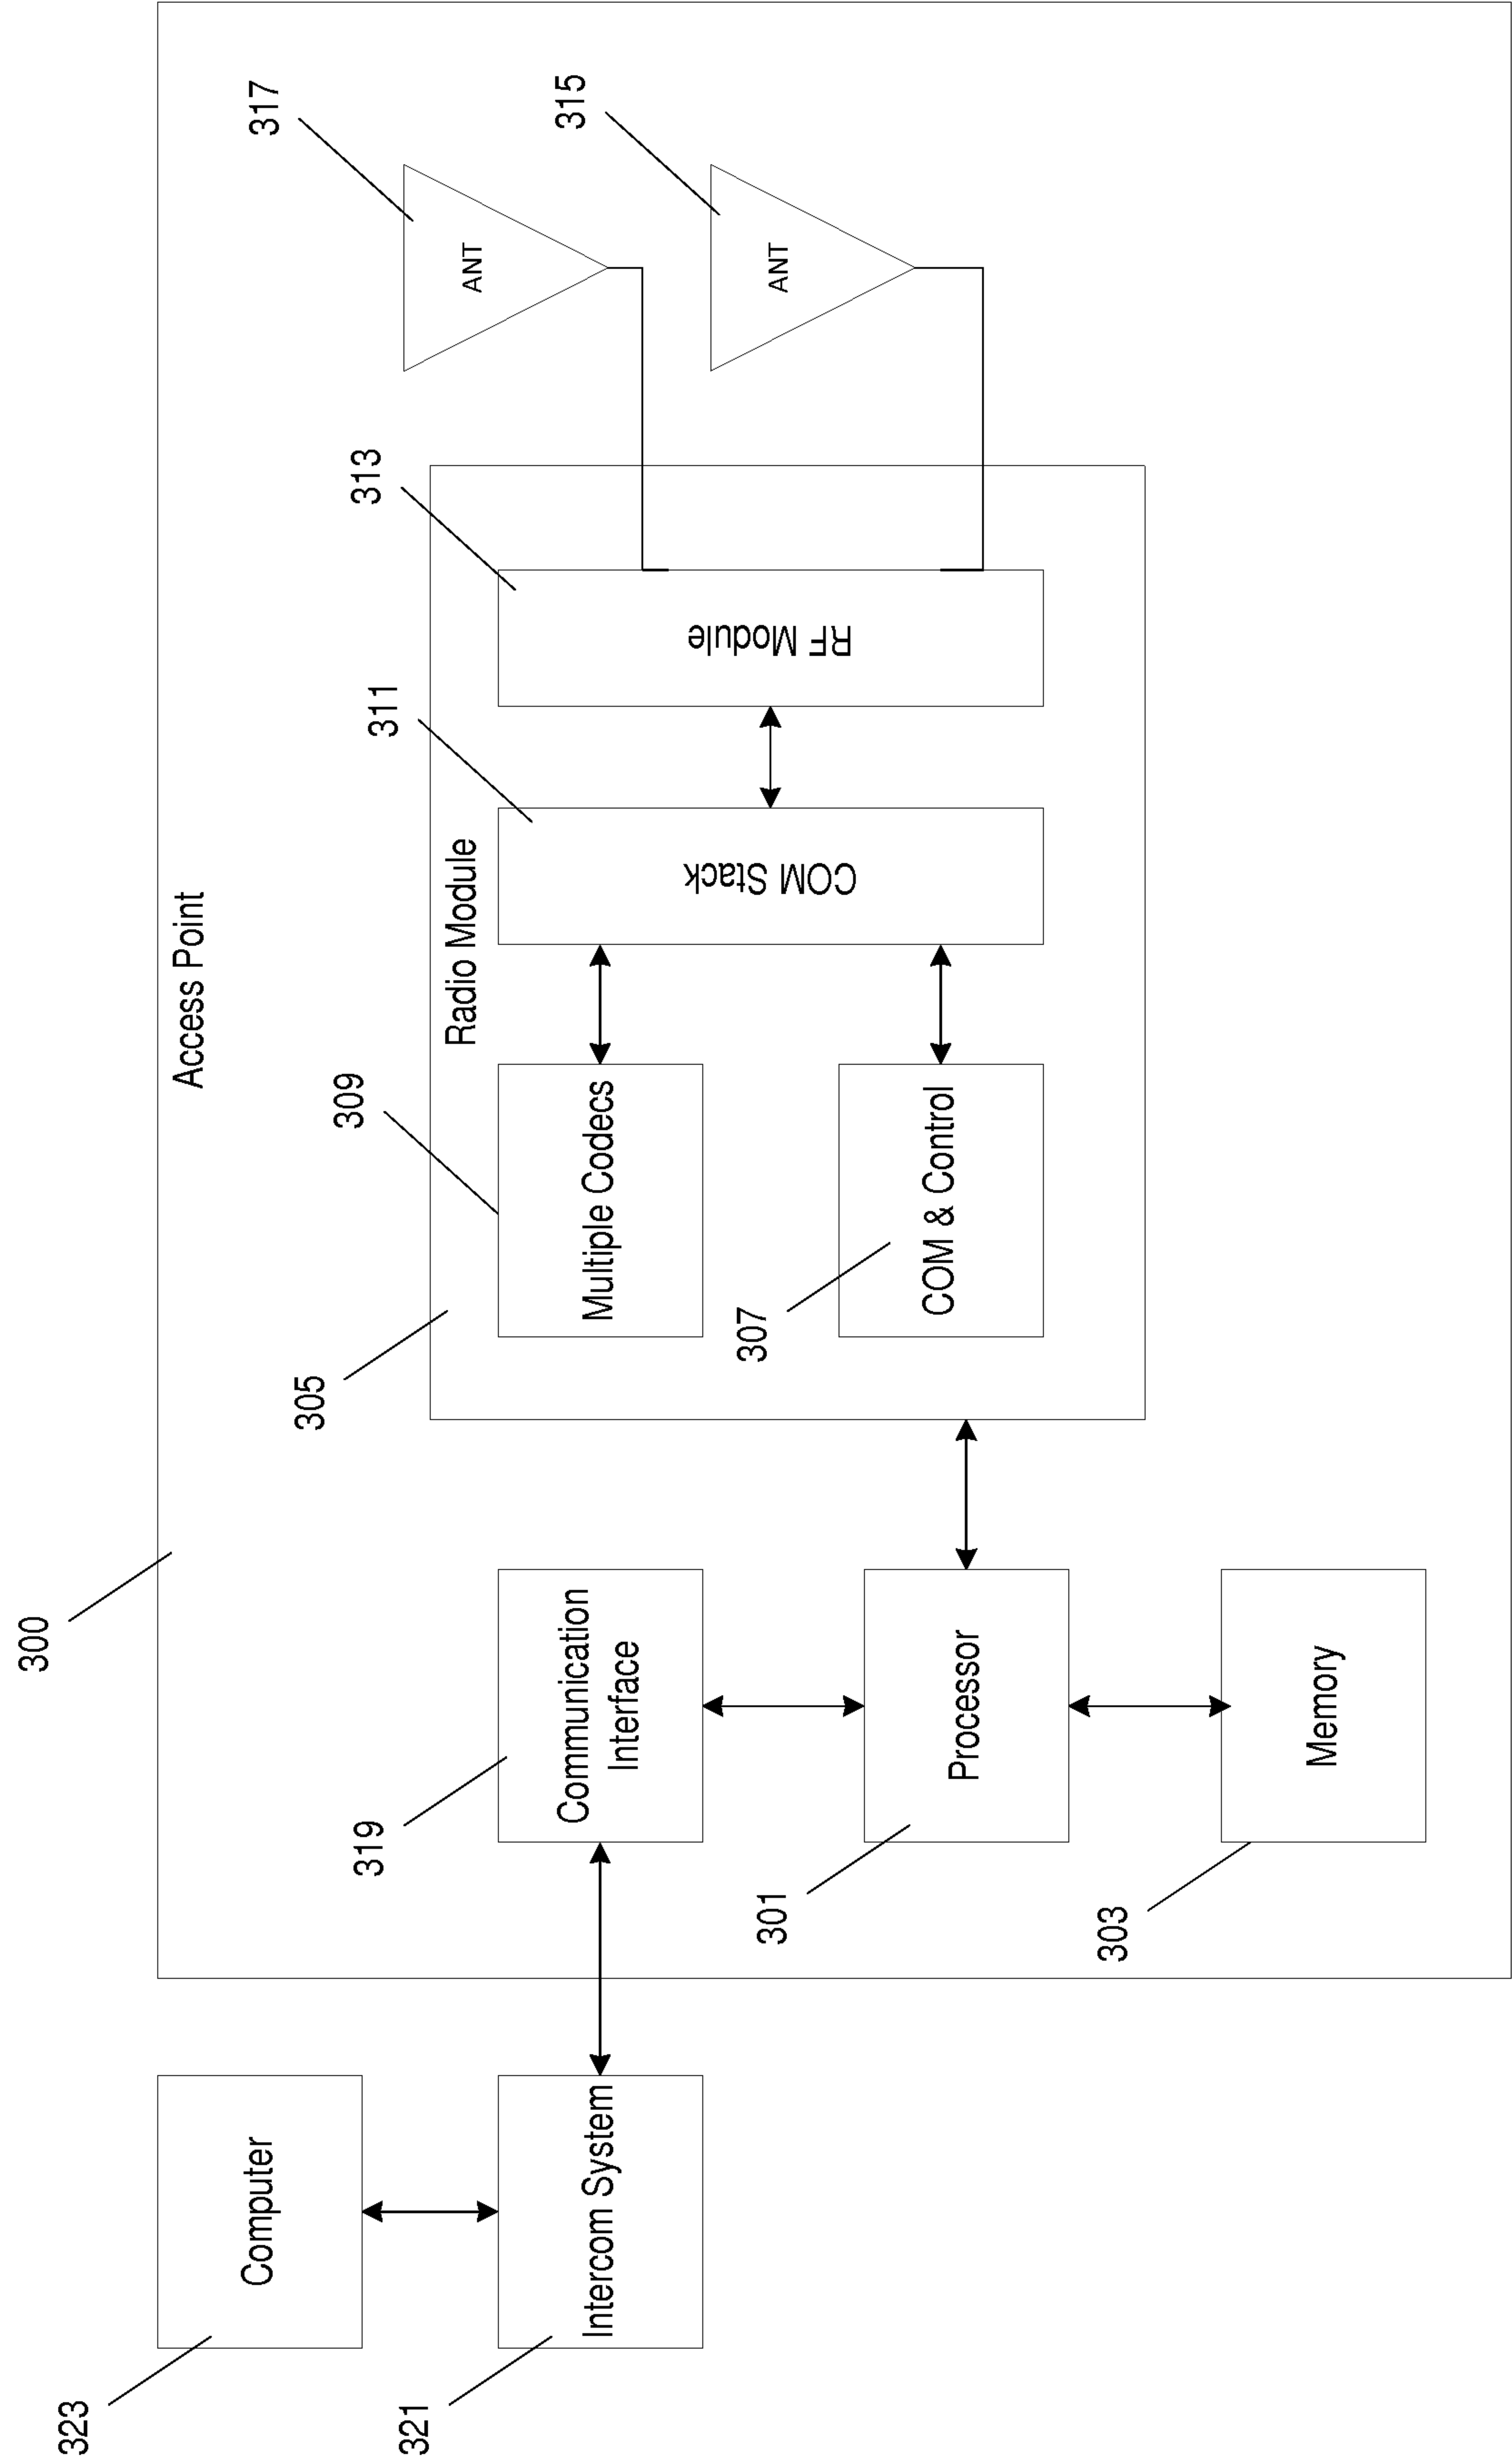 Access Point
300
317
ANT
315
ANT
323
Computer
321
Intercom System
319
Communication
Interface
301
Processor
303
Memory
305
Radio Module
309
Multiple Codecs
307
COM & Control
311
COM Stack
313
RF Module